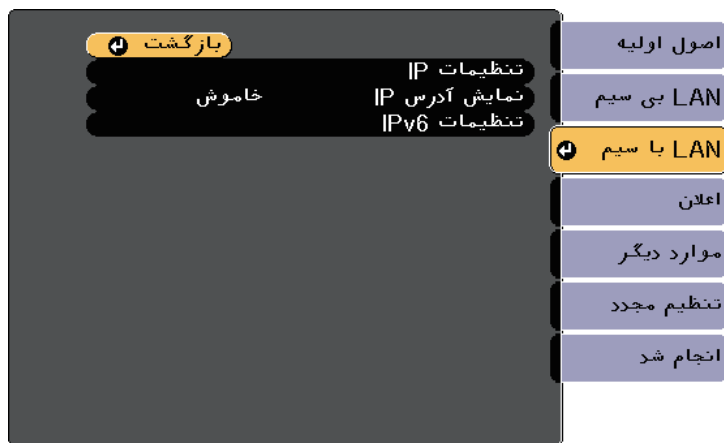 اصول اولیه
LAN بی سیم
LAN با سیم
اعلان
موارد دیگر
تنظیم مجدد
انجام شد
بازگشت
تنظیمات IP
نمایش آدرس IP خاموش
تنظیمات IPv6